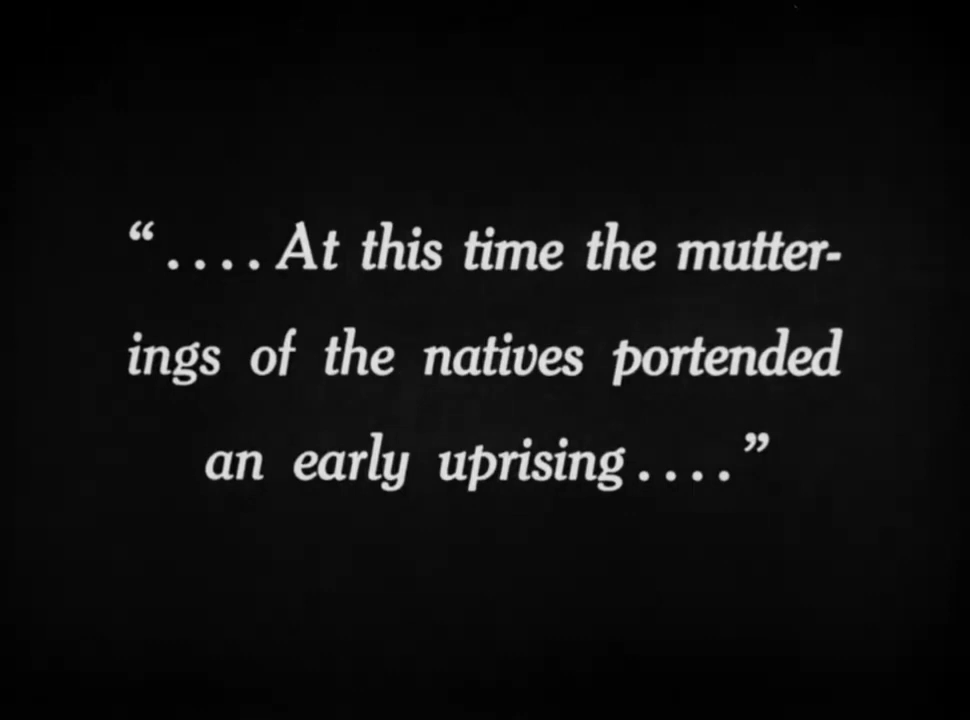 “ .... At this time the mutter-
ings of the natives portended
an early uprising .... ”